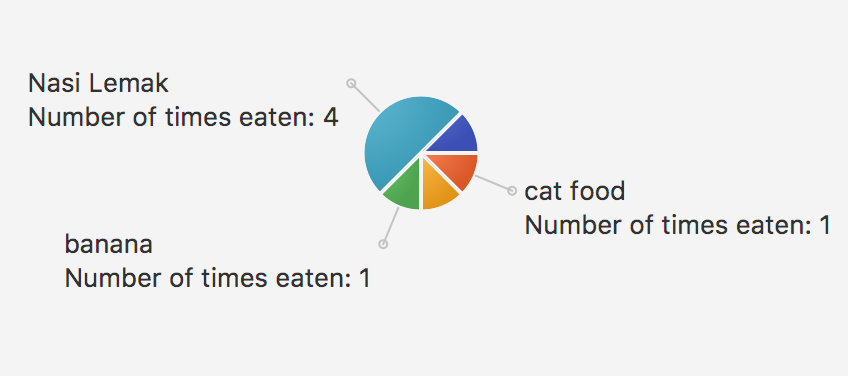 Nasi Lemak
Number of times eaten: 4
cat food
Number of times eaten: 1
banana
Number of times eaten: 1